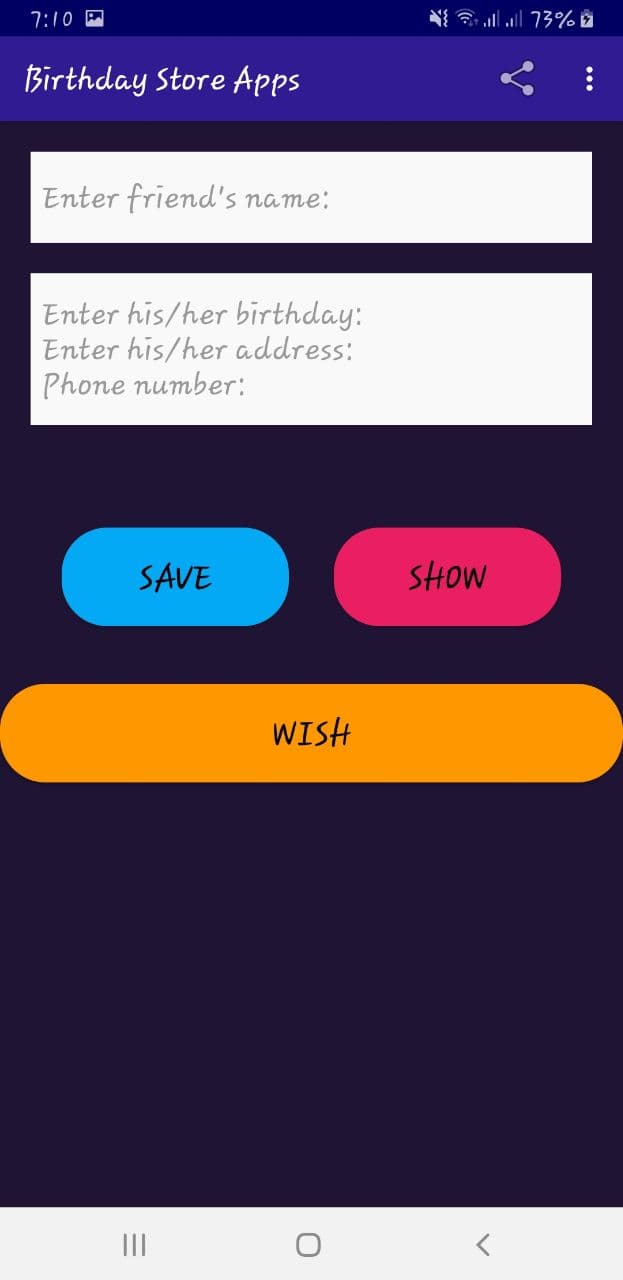 7:10 73%
Birthday Store Apps
Enter friend's name:
Enter his/her birthday:
Enter his/her address:
Phone number:
SAVE SHOW
WISH